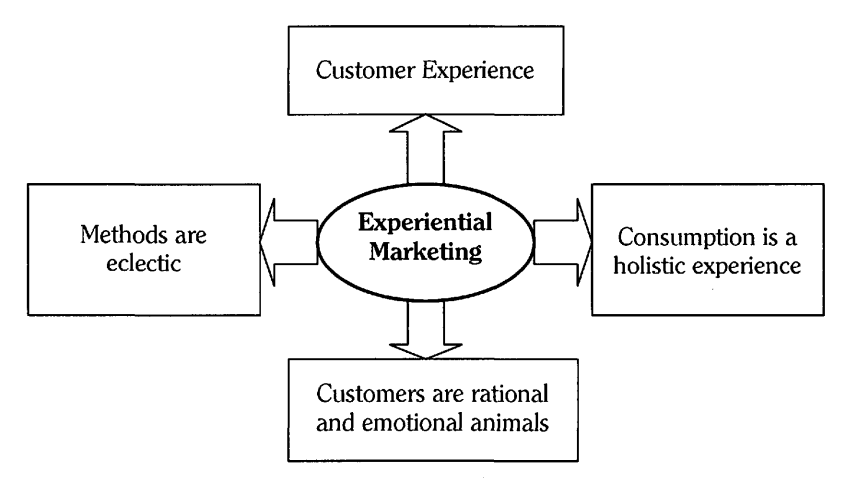 Customer Experience
Methods are
eclectic
Experiential
Marketing
Consumption is a
holistic experience
Customers are rational
and emotional animals